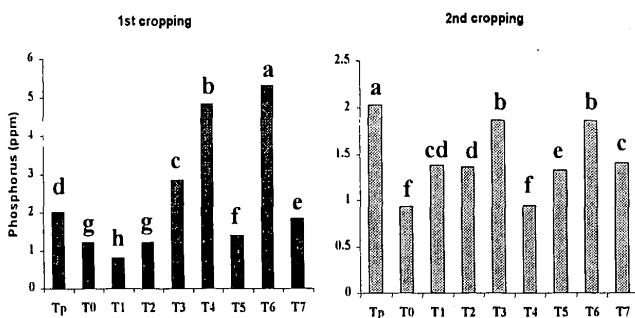 1st cropping
Phosphorus (ppm)
6
5
4
3
2
1
0
d
g
h
g
c
b
f
a
e
Tp T0 T1 T2 T3 T4 T5 T6 T7
2nd cropping
2.5
2
1.5
1
0.5
0
a
f
cd
d
b
f
e
b
c
Tp T0 T1 T2 T3 T4 T5 T6 T7